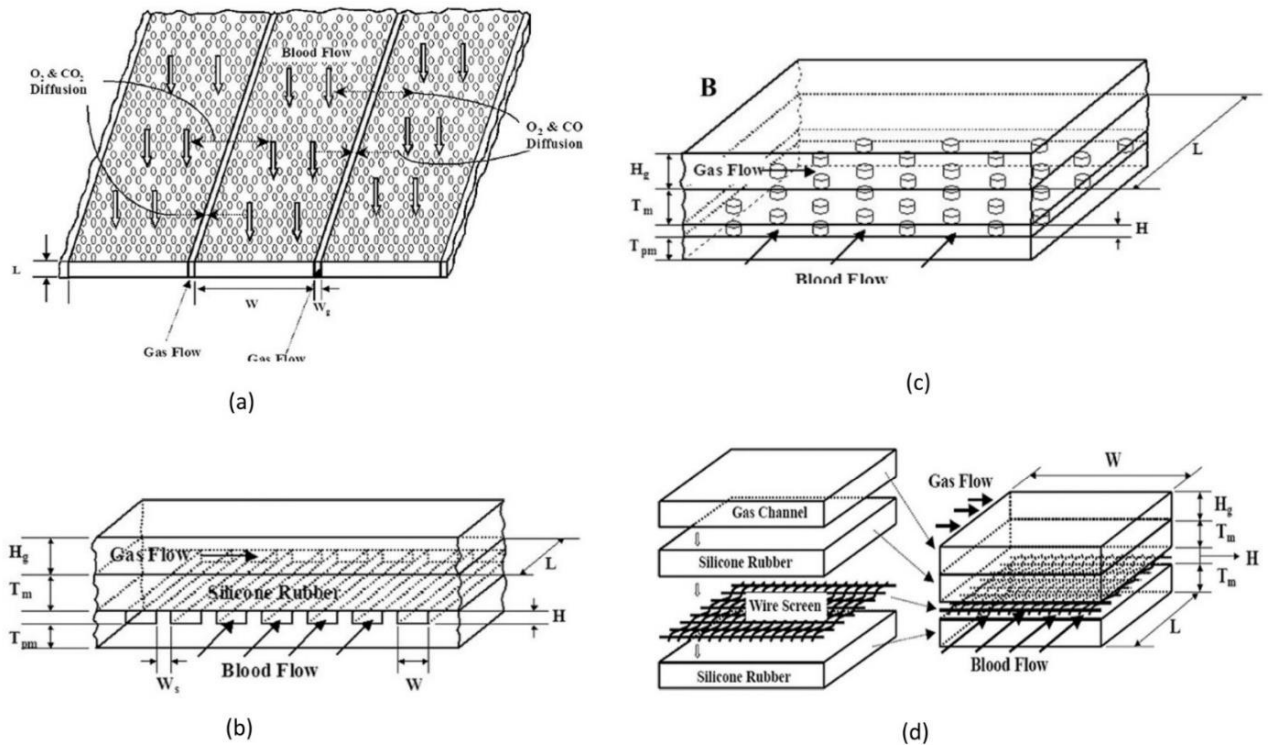 Blood Flow
O₂ & CO₂
Diffusion
O₂ & CO
Diffusion
L
W
Wg
Gas Flow
Gas Flow
(a)
B
L
Hg
Gas Flow
Tm
H
Tpm
Blood Flow
(c)
Hg
Gas Flow
L
Tm
Silicone Rubber
H
Tpm
Blood Flow
Ws
W
(b)
W
Gas Flow
Gas Channel
Hg
Tm
Silicone Rubber
H
Wire Screen
Tm
L
Silicone Rubber
Blood Flow
(d)